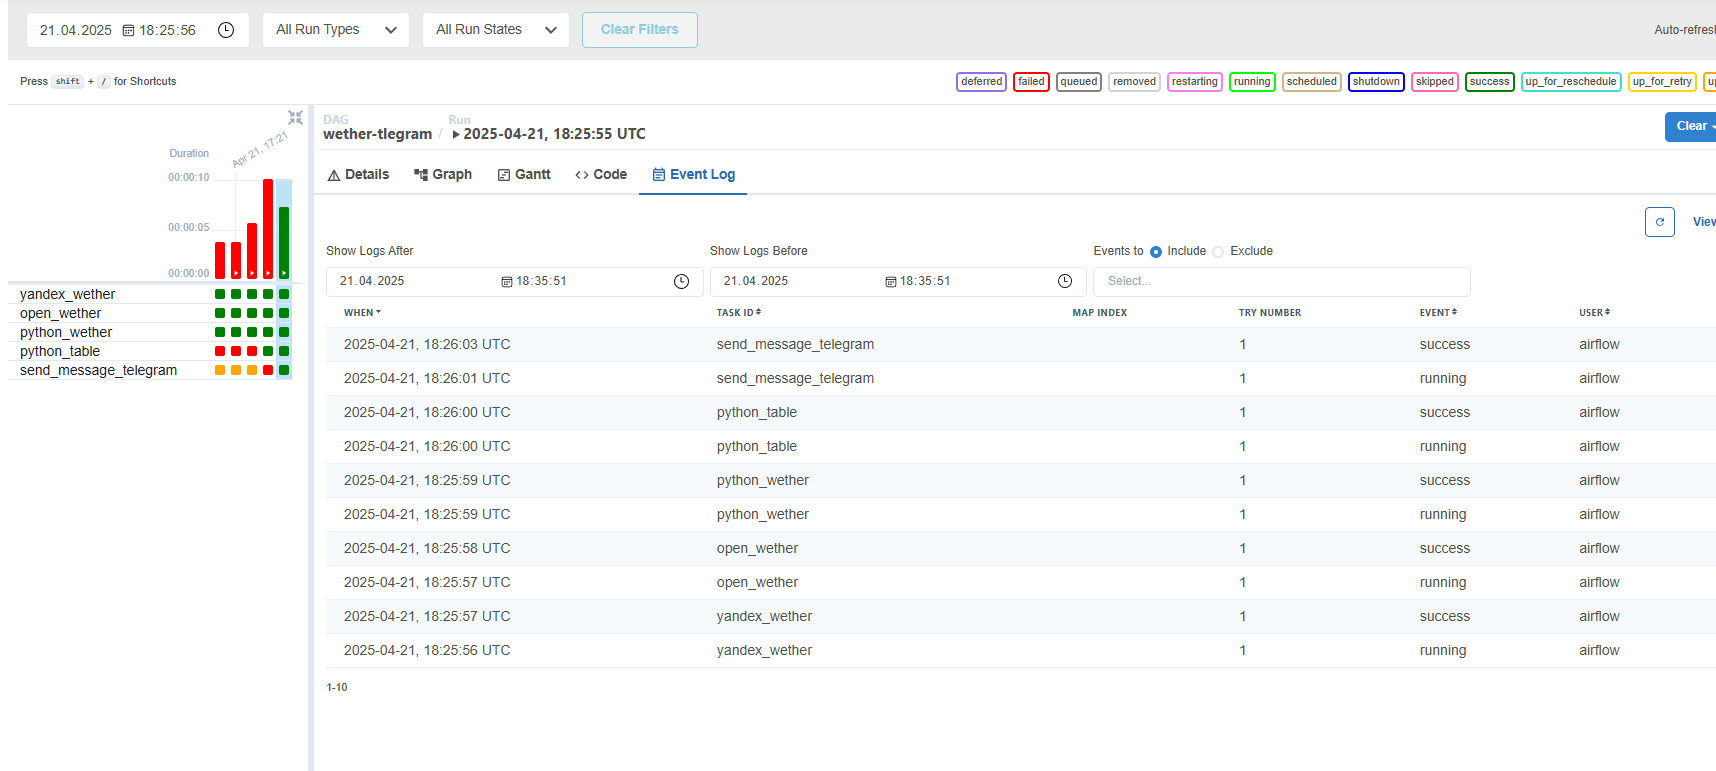 21.04.2025 18:25:56 All Run Types All Run States Clear Filters Auto-refresh
Press shift + / for Shortcuts deferred failed queued removed restarting running scheduled shutdown skipped success up_for_reschedule up_for_retry up
DAG Run
wether-tlegram / 2025-04-21, 18:25:55 UTC Clear
Apr 21, 17:21
Duration
00:00:10
00:00:05
00:00:00
yandex_wether
open_wether
python_wether
python_table
send_message_telegram
Details Graph Gantt <> Code Event Log
View
Show Logs After Show Logs Before Events to Include Exclude
21.04.2025 18:35:51 21.04.2025 18:35:51 Select...
WHEN TASK ID MAP INDEX TRY NUMBER EVENT USER
2025-04-21, 18:26:03 UTC send_message_telegram 1 success airflow
2025-04-21, 18:26:01 UTC send_message_telegram 1 running airflow
2025-04-21, 18:26:00 UTC python_table 1 success airflow
2025-04-21, 18:26:00 UTC python_table 1 running airflow
2025-04-21, 18:25:59 UTC python_wether 1 success airflow
2025-04-21, 18:25:59 UTC python_wether 1 running airflow
2025-04-21, 18:25:58 UTC open_wether 1 success airflow
2025-04-21, 18:25:57 UTC open_wether 1 running airflow
2025-04-21, 18:25:57 UTC yandex_wether 1 success airflow
2025-04-21, 18:25:56 UTC yandex_wether 1 running airflow
1-10